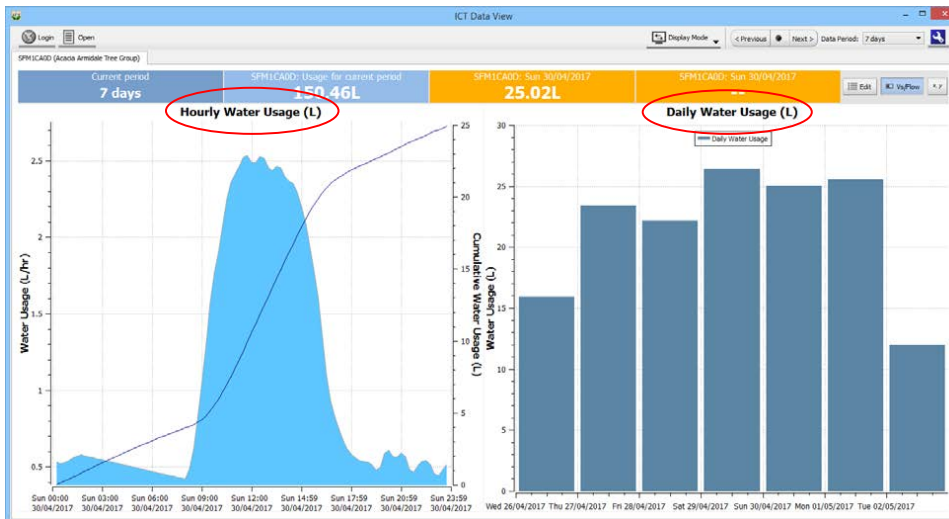 ICT Data View
Login Open Display Mode < Previous Next > Data Period: 7 days
SFM1CA0D (Acacia Armidale Tree Group)
Current period SFM1CA0D: Usage for current period SFM1CA0D: Sun 30/04/2017 SFM1CA0D: Sun 30/04/2017
7 days 150.46L 25.02L -- Edit Vs/Flow
Hourly Water Usage (L)
Water Usage (L/hr)
2.5
2
1.5
1
0.5
25
20
15
10
5
0
Cumulative Water Usage (L)
Sun 00:00 Sun 03:00 Sun 06:00 Sun 09:00 Sun 12:00 Sun 14:59 Sun 17:59 Sun 20:59 Sun 23:59
30/04/2017 30/04/2017 30/04/2017 30/04/2017 30/04/2017 30/04/2017 30/04/2017 30/04/2017 30/04/2017
Daily Water Usage (L)
Daily Water Usage
Water Usage (L)
30
25
20
15
10
5
0
Wed 26/04/2017 Thu 27/04/2017 Fri 28/04/2017 Sat 29/04/2017 Sun 30/04/2017 Mon 01/05/2017 Tue 02/05/2017